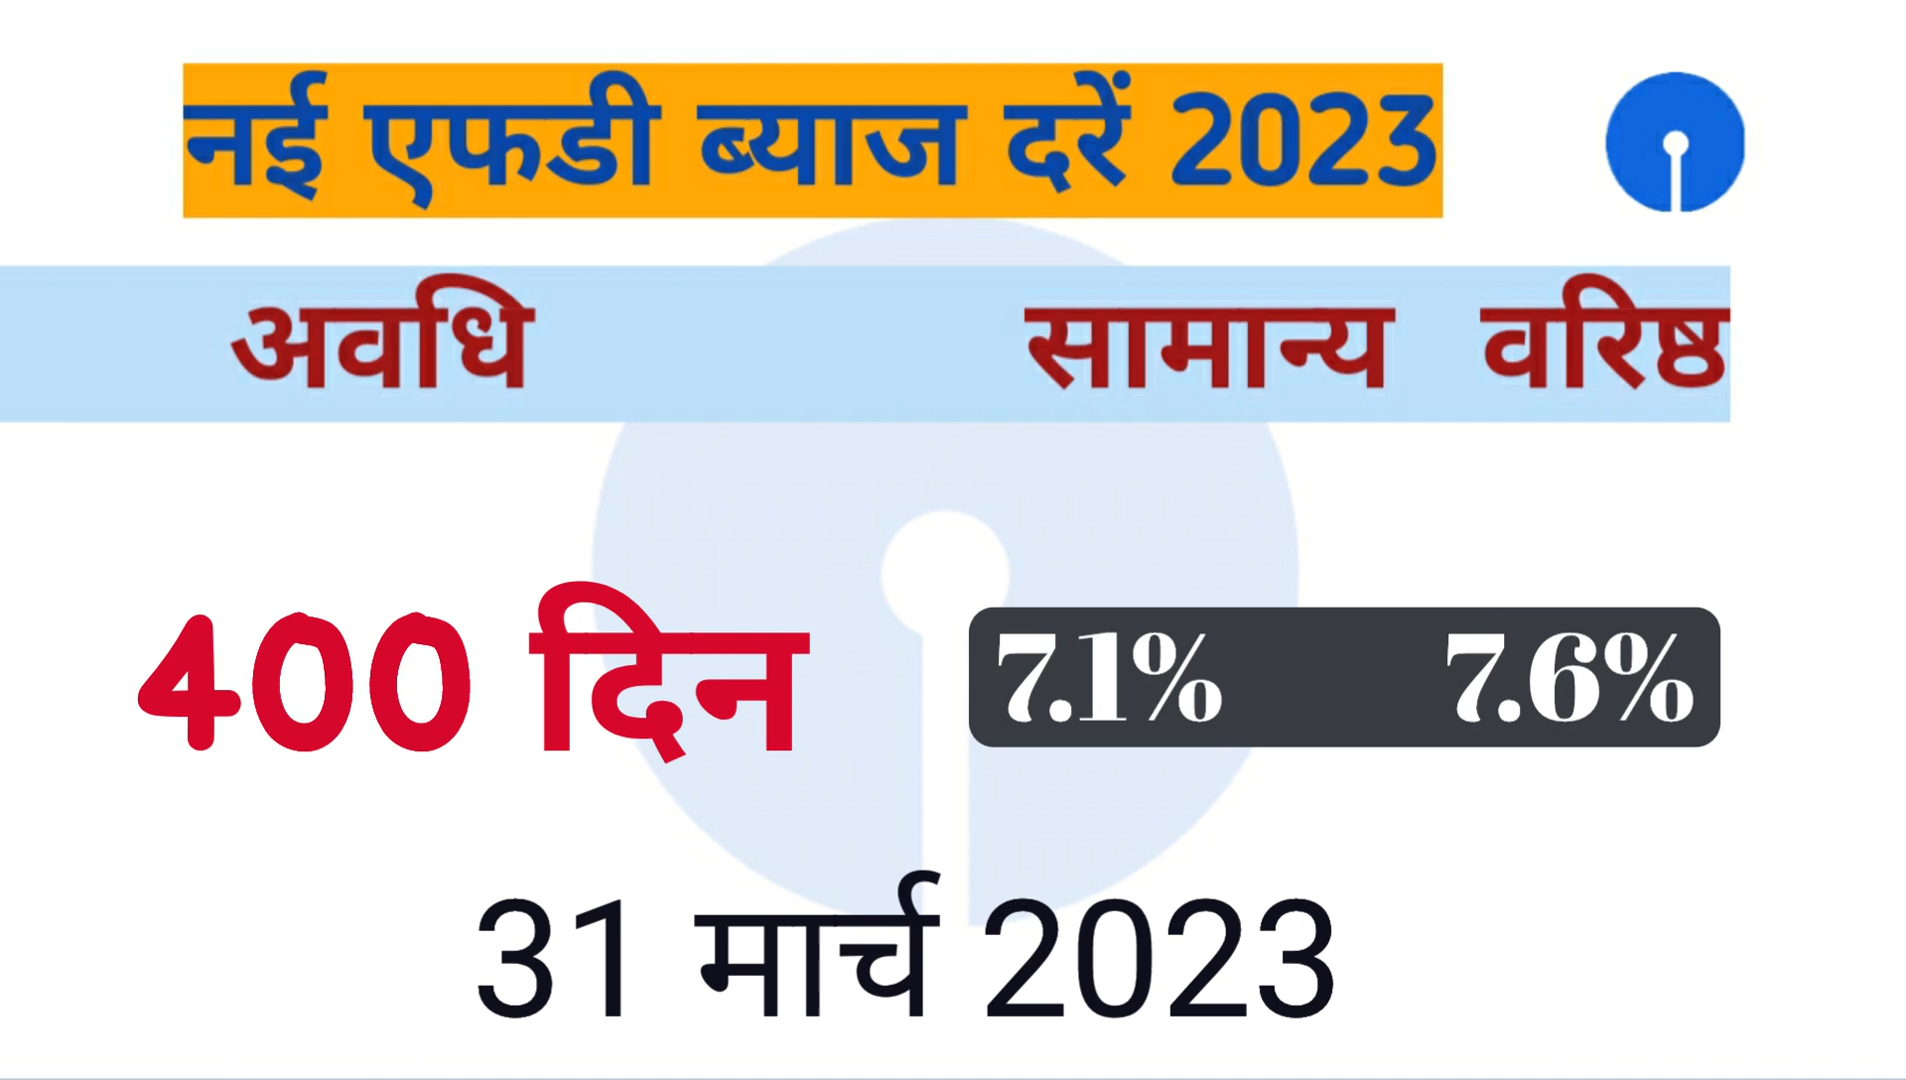 नई एफडी ब्याज दरें 2023
अवधि सामान्य वरिष्ठ
400 दिन 7.1% 7.6%
31 मार्च 2023